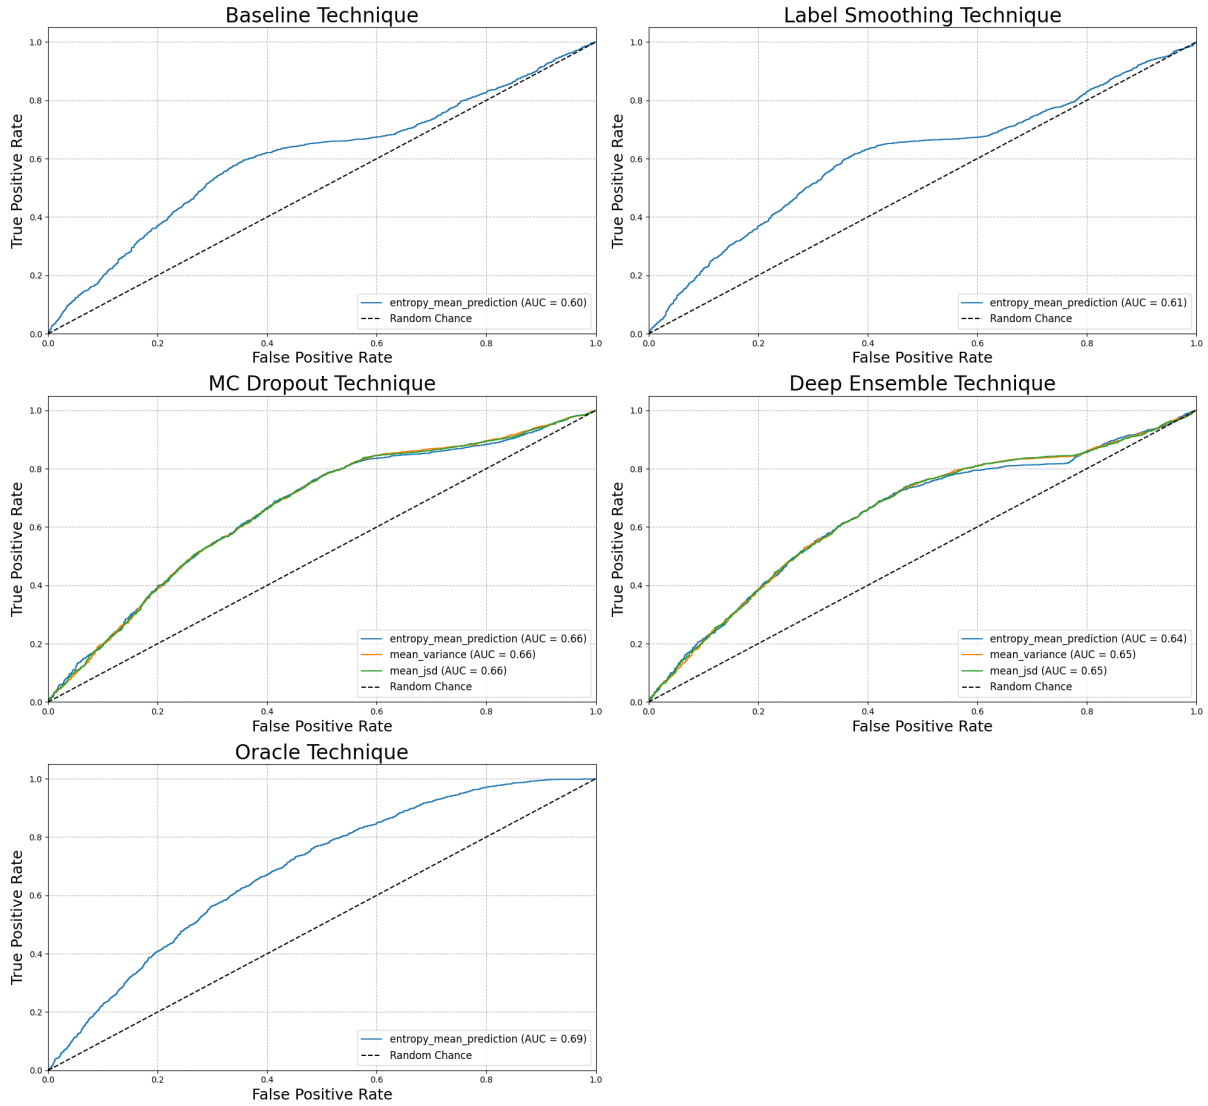 Baseline Technique
True Positive Rate
1.0
0.8
0.6
0.4
0.2
0.0
entropy_mean_prediction (AUC = 0.60)
Random Chance
0.0 0.2 0.4 0.6 0.8 1.0
False Positive Rate
Label Smoothing Technique
True Positive Rate
1.0
0.8
0.6
0.4
0.2
0.0
entropy_mean_prediction (AUC = 0.61)
Random Chance
0.0 0.2 0.4 0.6 0.8 1.0
False Positive Rate
MC Dropout Technique
True Positive Rate
1.0
0.8
0.6
0.4
0.2
0.0
entropy_mean_prediction (AUC = 0.66)
mean_variance (AUC = 0.66)
mean_jsd (AUC = 0.66)
Random Chance
0.0 0.2 0.4 0.6 0.8 1.0
False Positive Rate
Deep Ensemble Technique
True Positive Rate
1.0
0.8
0.6
0.4
0.2
0.0
entropy_mean_prediction (AUC = 0.64)
mean_variance (AUC = 0.65)
mean_jsd (AUC = 0.65)
Random Chance
0.0 0.2 0.4 0.6 0.8 1.0
False Positive Rate
Oracle Technique
True Positive Rate
1.0
0.8
0.6
0.4
0.2
0.0
entropy_mean_prediction (AUC = 0.69)
Random Chance
0.0 0.2 0.4 0.6 0.8 1.0
False Positive Rate